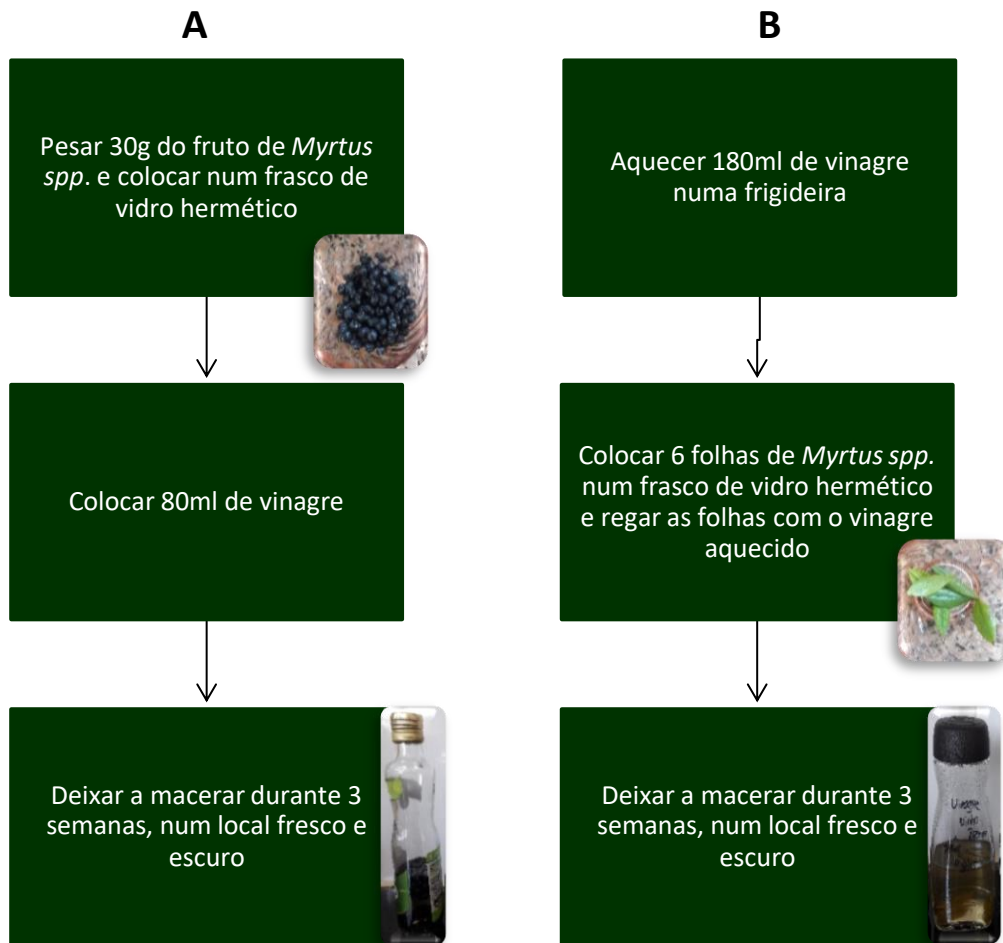 A
Pesar 30g do fruto de Myrtus
spp. e colocar num frasco de
vidro hermético
Colocar 80ml de vinagre
Deixar a macerar durante 3
semanas, num local fresco e
escuro
B
Aquecer 180ml de vinagre
numa frigideira
Colocar 6 folhas de Myrtus spp.
num frasco de vidro hermético
e regar as folhas com o vinagre
aquecido
Deixar a macerar durante 3
semanas, num local fresco e
escuro
Vinagre